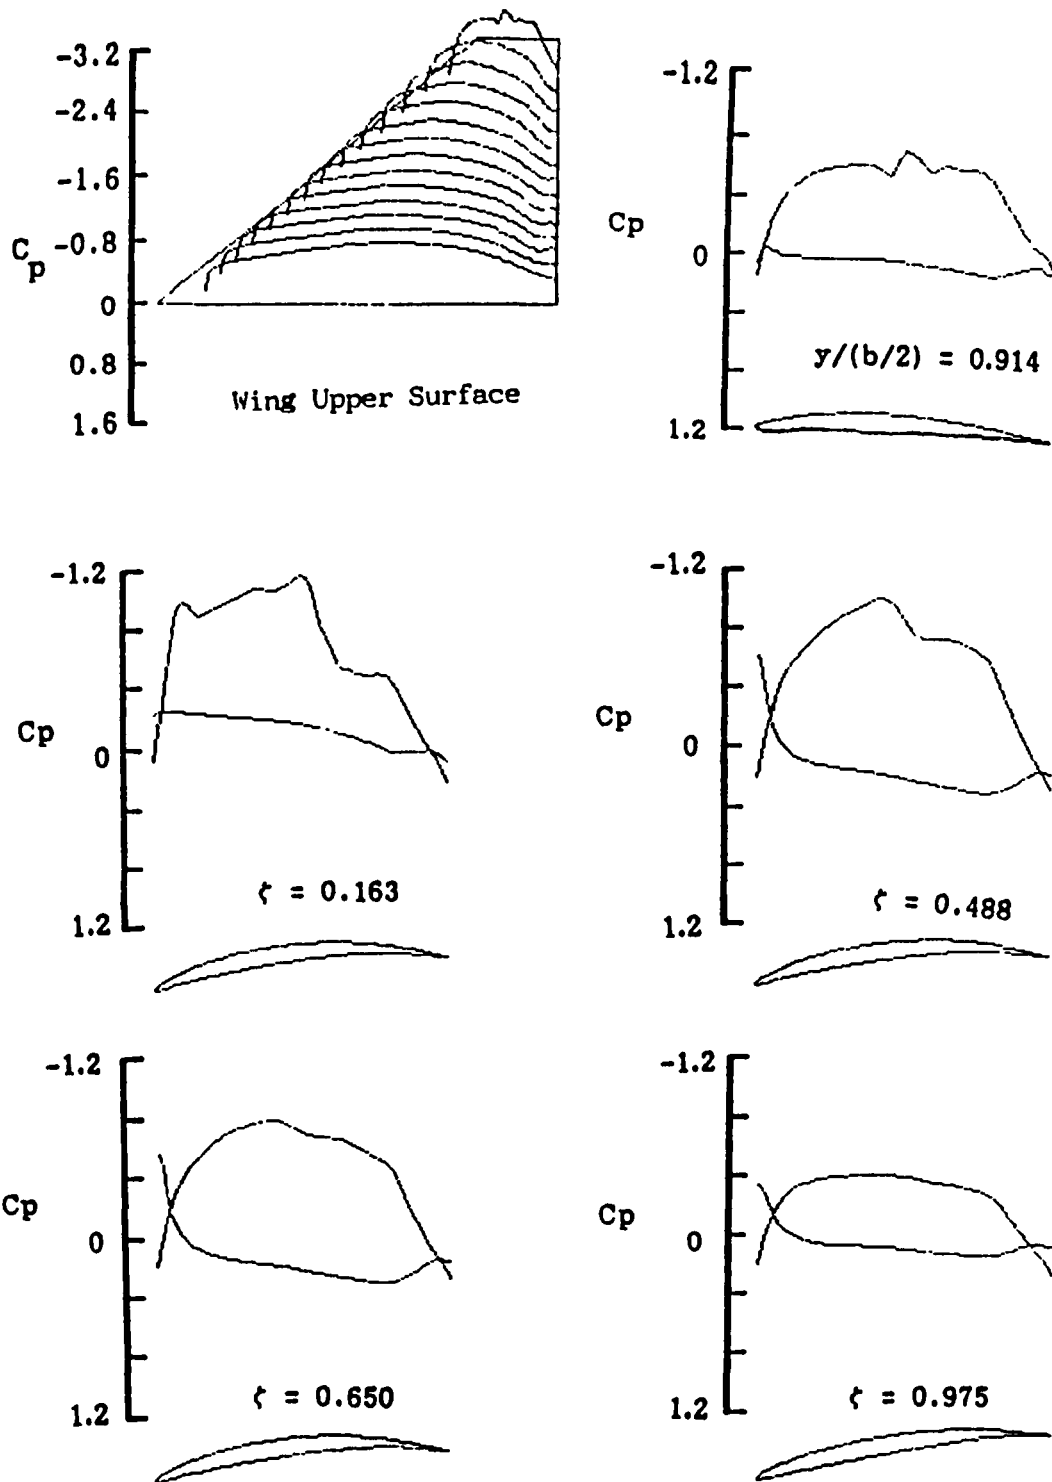 -3.2
-2.4
-1.6
-0.8
Cp
0
0.8
1.6
Wing Upper Surface
-1.2
Cp
0
y/(b/2) = 0.914
1.2
-1.2
Cp
0
ζ = 0.163
1.2
-1.2
Cp
0
ζ = 0.488
1.2
-1.2
Cp
0
ζ = 0.650
1.2
-1.2
Cp
0
ζ = 0.975
1.2